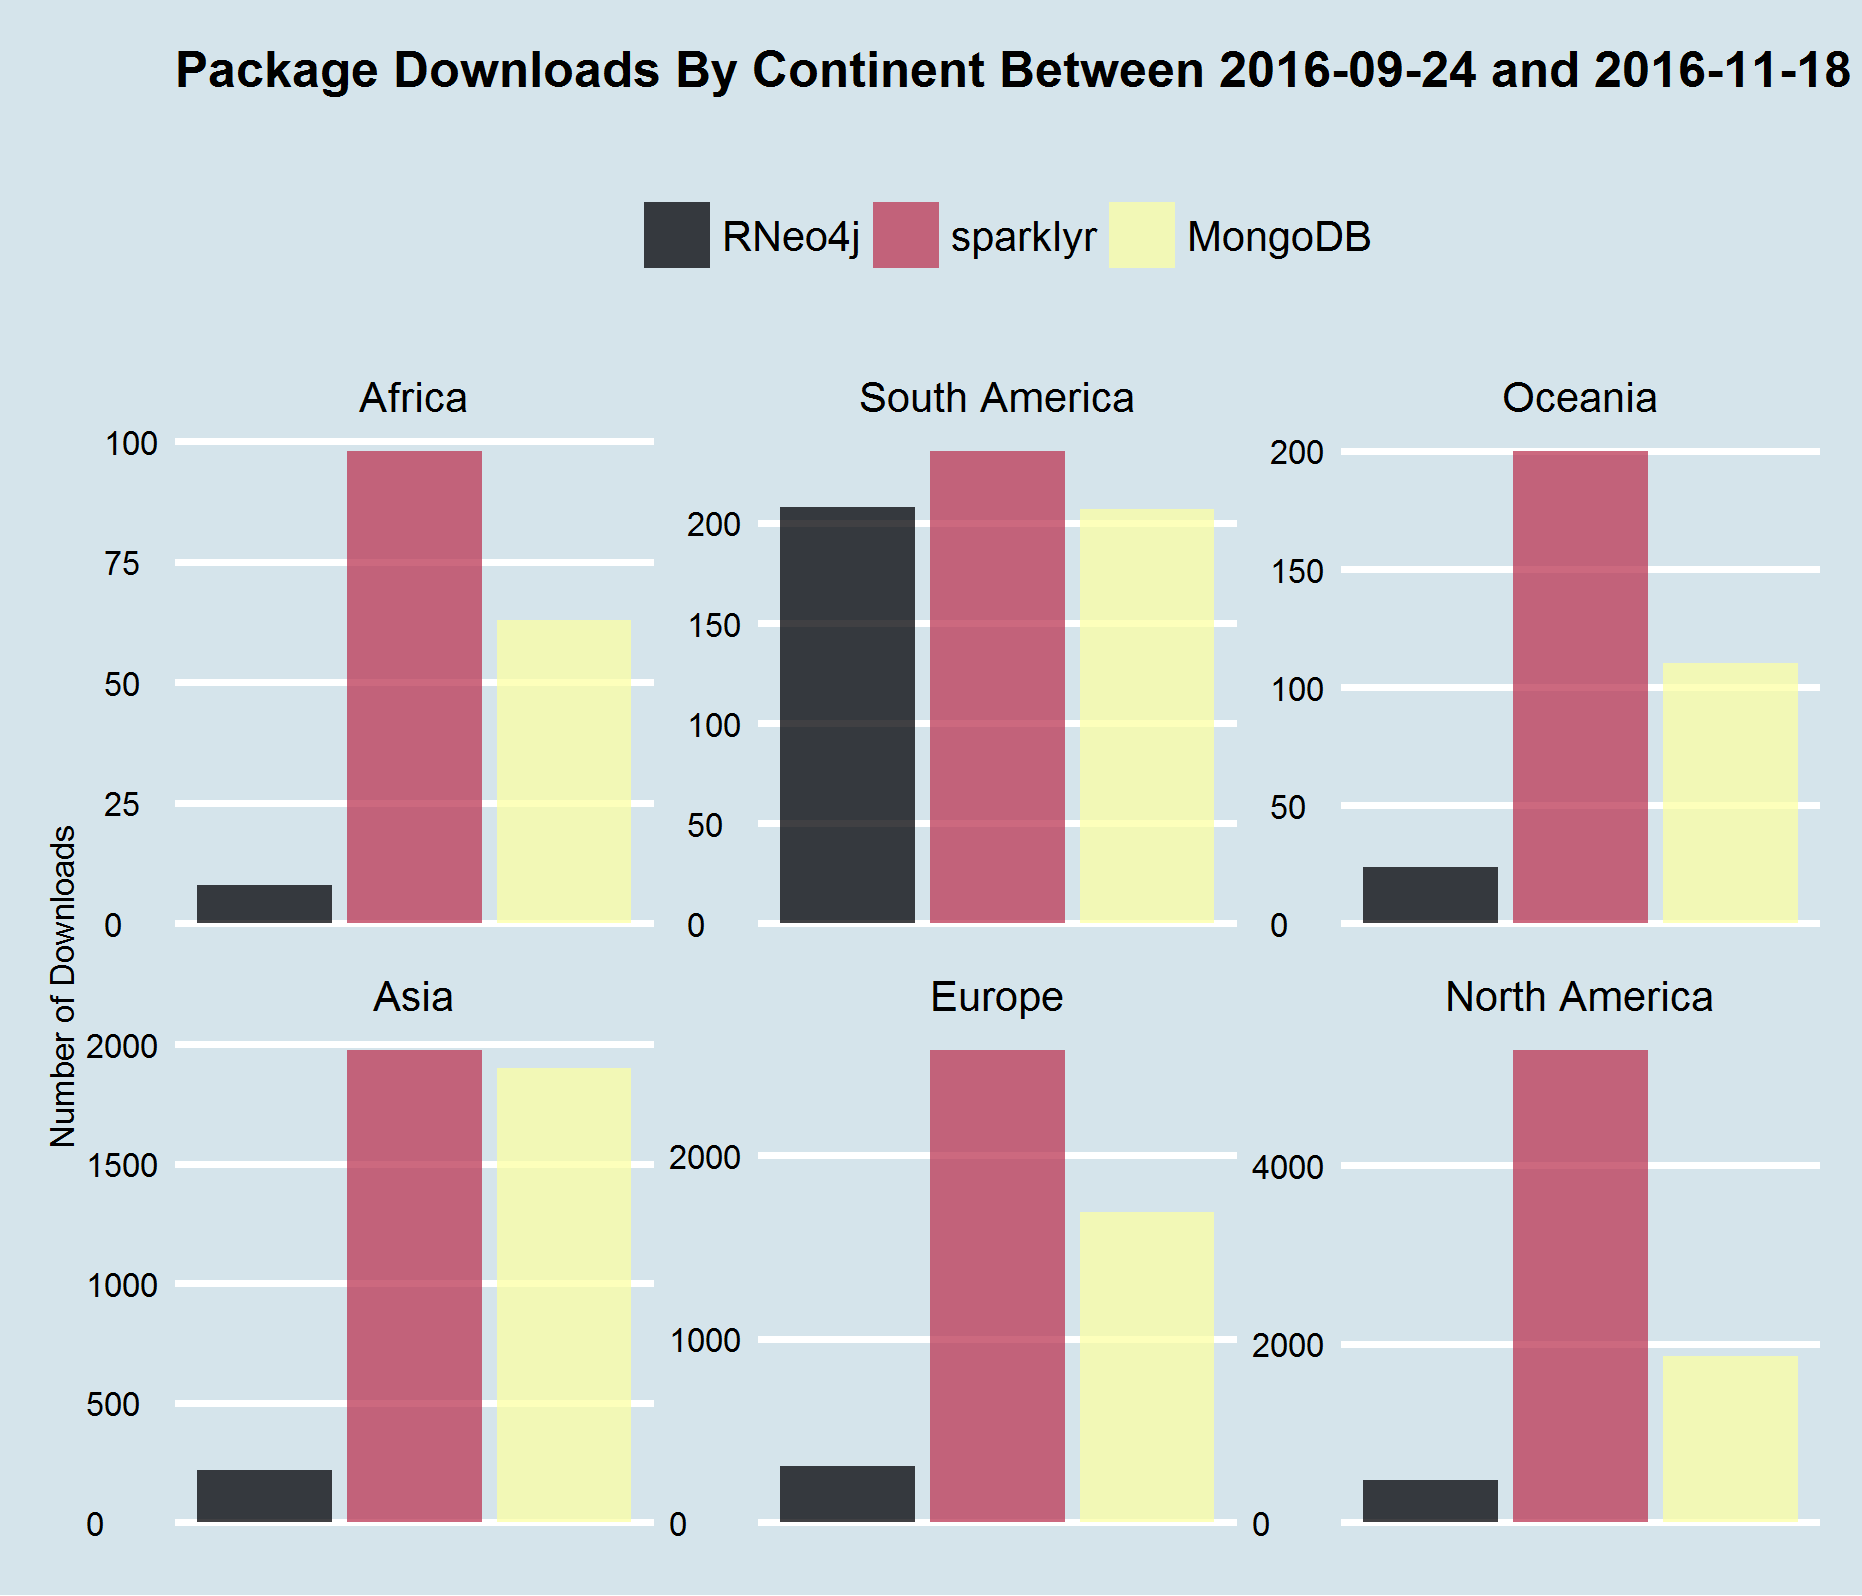 Package Downloads By Continent Between 2016-09-24 and 2016-11-18
RNeo4j sparklyr MongoDB
Number of Downloads
Africa
100
75
50
25
0
South America
200
150
100
50
0
Oceania
200
150
100
50
0
Asia
2000
1500
1000
500
0
Europe
2000
1000
0
North America
4000
2000
0